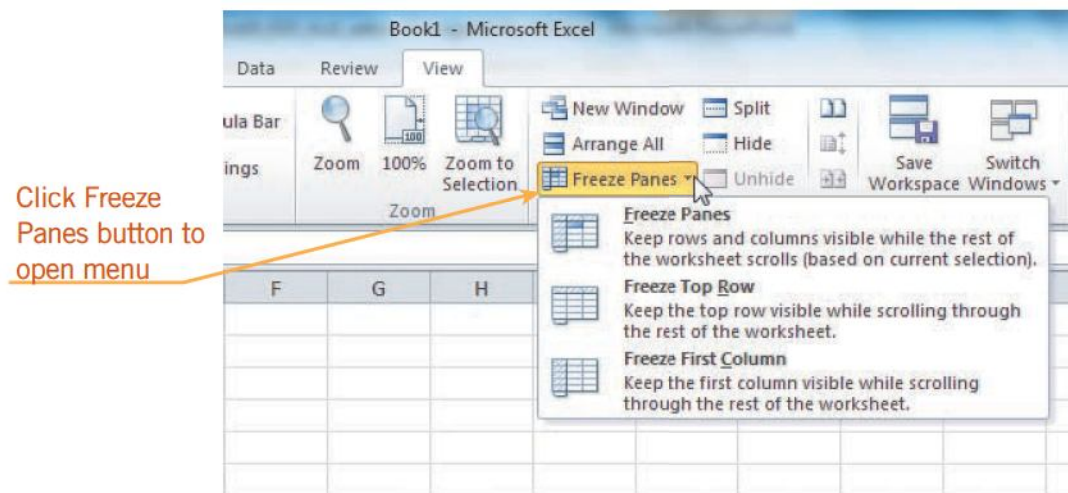 Book1 - Microsoft Excel
Data Review View
ula Bar
ings
Zoom 100% Zoom to Selection
Zoom
New Window
Arrange All
Freeze Panes
Split
Hide
Unhide
Save Workspace
Switch Windows
Click Freeze
Panes button to
open menu
Freeze Panes
Keep rows and columns visible while the rest of
the worksheet scrolls (based on current selection).
Freeze Top Row
Keep the top row visible while scrolling through
the rest of the worksheet.
Freeze First Column
Keep the first column visible while scrolling
through the rest of the worksheet.
F G H